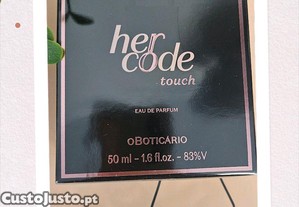 her
code
touch
EAU DE PARFUM
OBOTICÁRIO
50 ml - 1.6 fl.oz. - 83%V
CustoJusto.pt